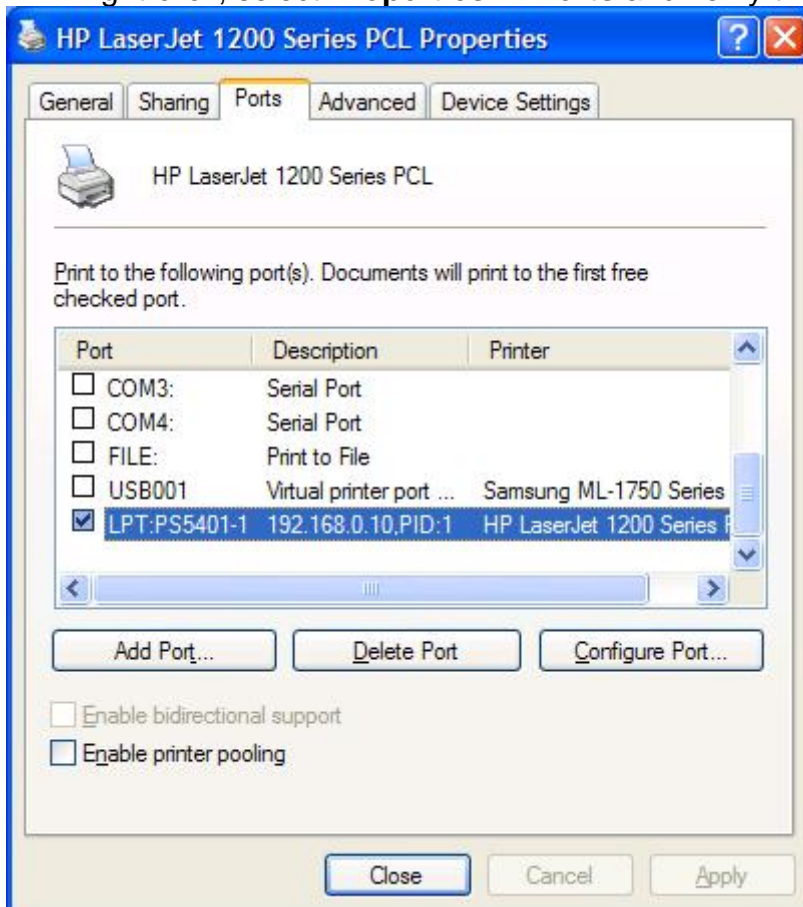 HP LaserJet 1200 Series PCL Properties
General Sharing Ports Advanced Device Settings
HP LaserJet 1200 Series PCL
Print to the following port(s). Documents will print to the first free
checked port.
Port Description Printer
COM3: Serial Port
COM4: Serial Port
FILE: Print to File
USB001 Virtual printer port ... Samsung ML-1750 Series
LPT:PS5401-1 192.168.0.10,PID:1 HP LaserJet 1200 Series
Add Port... Delete Port Configure Port...
Enable bidirectional support
Enable printer pooling
Close Cancel Apply